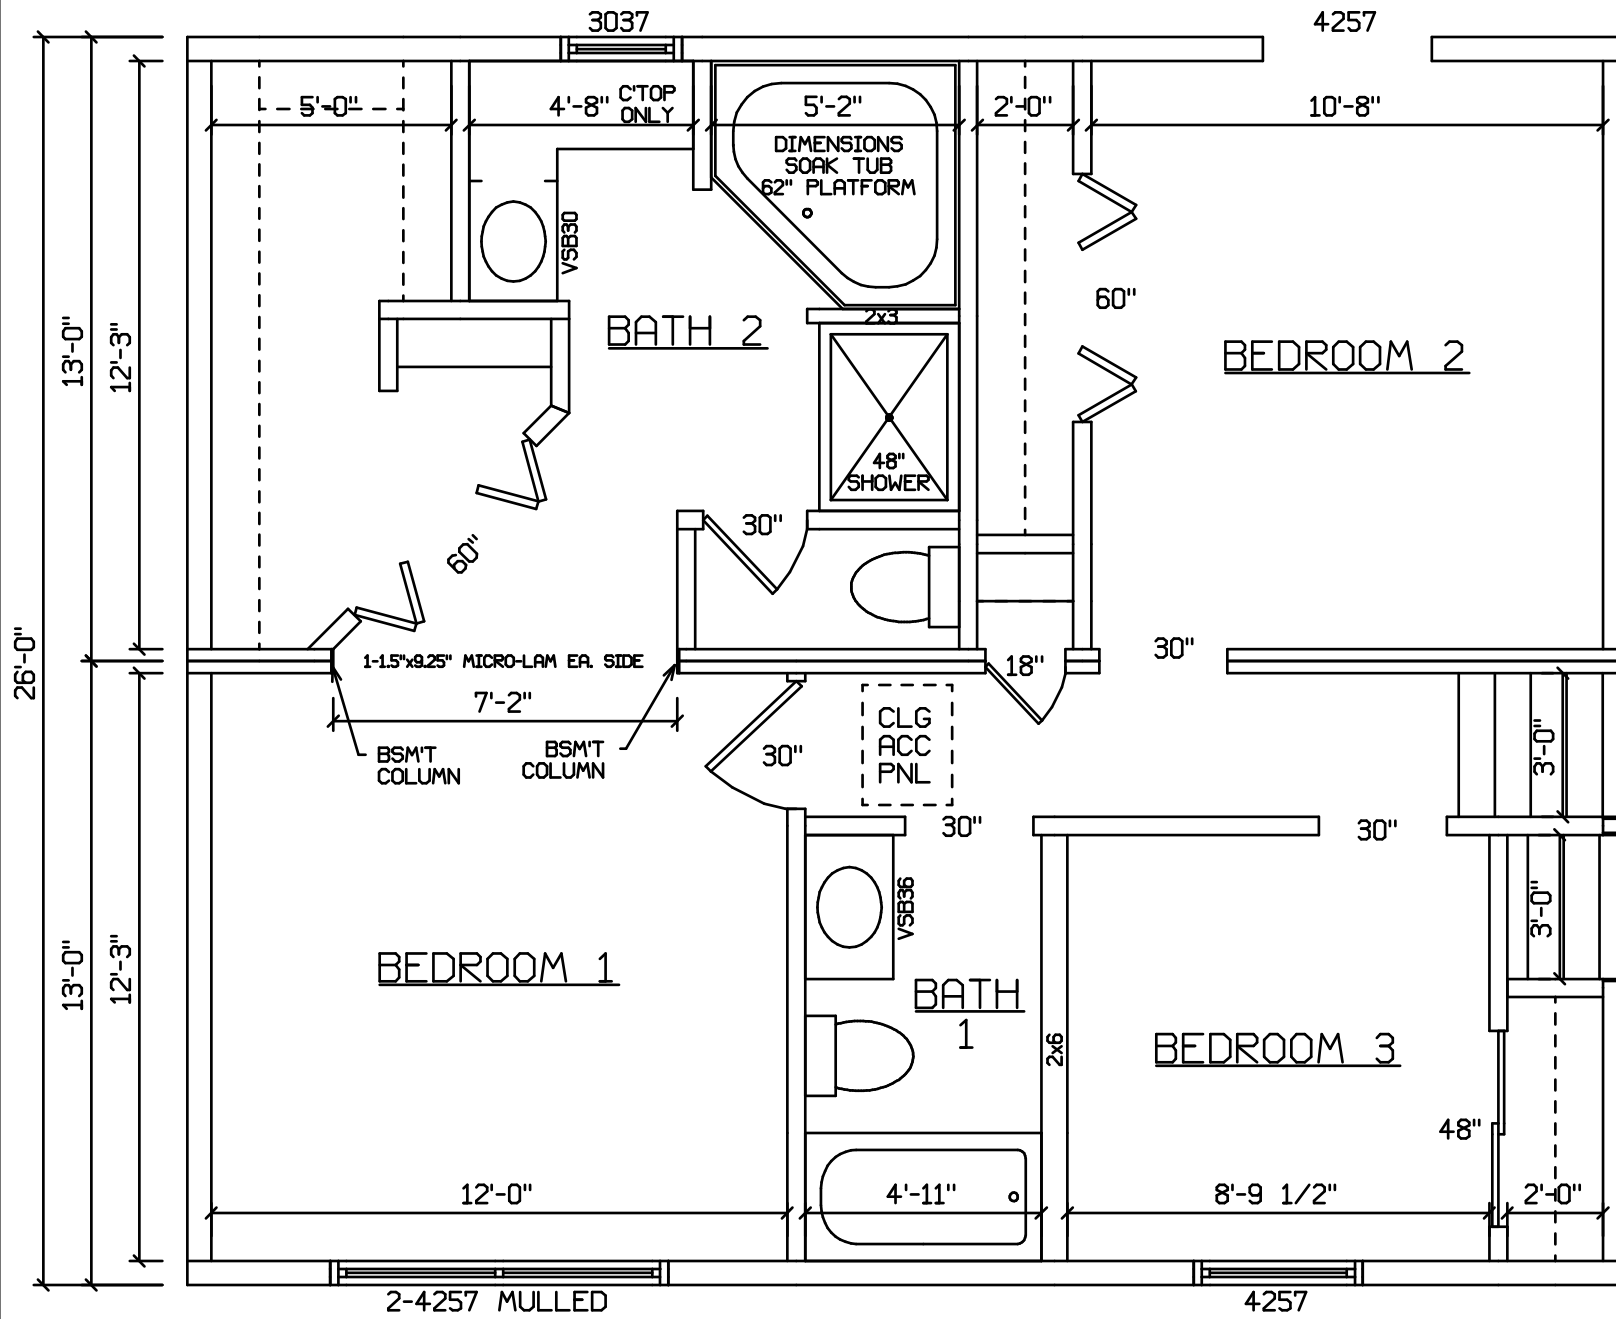 3037
4257
5'-0"
4'-8"
C'TOP
ONLY
5'-2"
2'-0"
10'-8"
DIMENSIONS
SOAK TUB
62" PLATFORM
VSB30
60"
BATH 2
2x3
BEDROOM 2
13'-0"
12'-3"
48"
SHOWER
30"
60"
26'-0"
1-1.5"x9.25" MICRO-LAM EA. SIDE
18"
30"
7'-2"
BSM'T
COLUMN
BSM'T
COLUMN
30"
CLG
ACC
PNL
3'-0"
30"
30"
VSB36
3'-0"
13'-0"
12'-3"
BEDROOM 1
BATH
1
2x6
BEDROOM 3
48"
12'-0"
4'-11"
8'-9 1/2"
2'-0"
2-4257 MULLED
4257